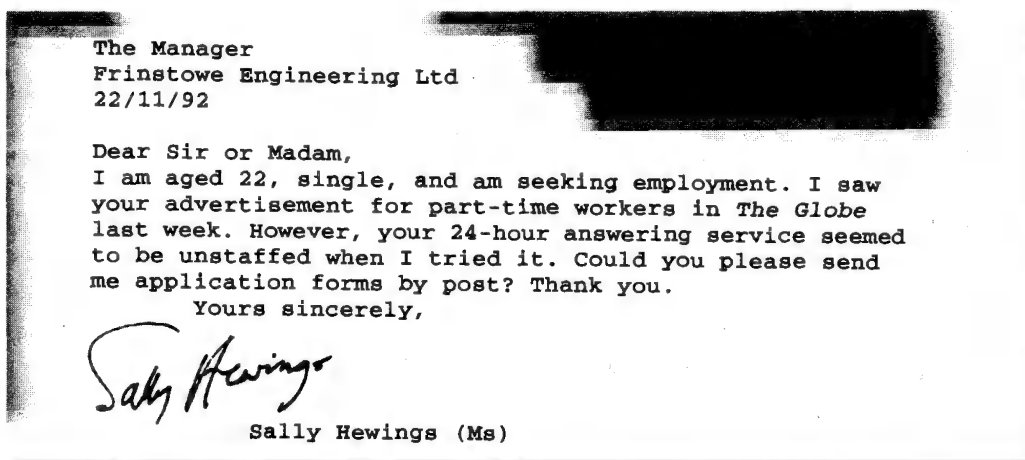 The Manager
Frinstowe Engineering Ltd
22/11/92
Dear Sir or Madam,
I am aged 22, single, and am seeking employment. I saw
your advertisement for part-time workers in The Globe
last week. However, your 24-hour answering service seemed
to be unstaffed when I tried it. Could you please send
me application forms by post? Thank you.
Yours sincerely,
Sally Hewings
Sally Hewings (Ms)